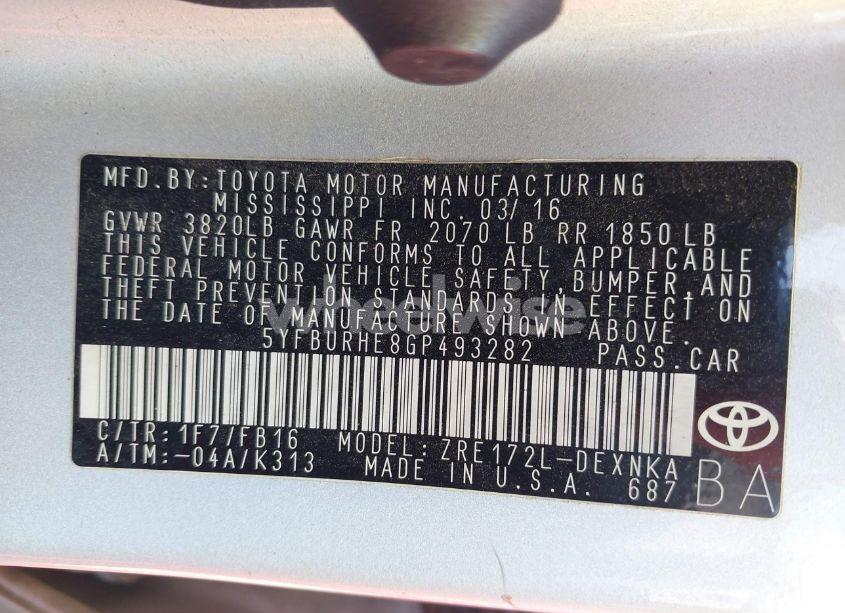 MFD.BY:TOYOTA MOTOR MANUFACTURING
MISSISSIPPI INC. 03/16
GVWR 3820LB GAWR FR 2070 LB RR 1850 LB
THIS VEHICLE CONFORMS TO ALL APPLICABLE
FEDERAL MOTOR VEHICLE SAFETY,BUMPER,AND
THEFT PREVENTION STANDARDS IN EFFECT ON
THE DATE OF MANUFACTURE SHOWN ABOVE.
5YFBURHE8GP493282 PASS.CAR
C/TR:1F7/FB16 MODEL:ZRE172L-DEXNKA
A/TM:-04A/K313 MADE IN U.S.A. 687
BA